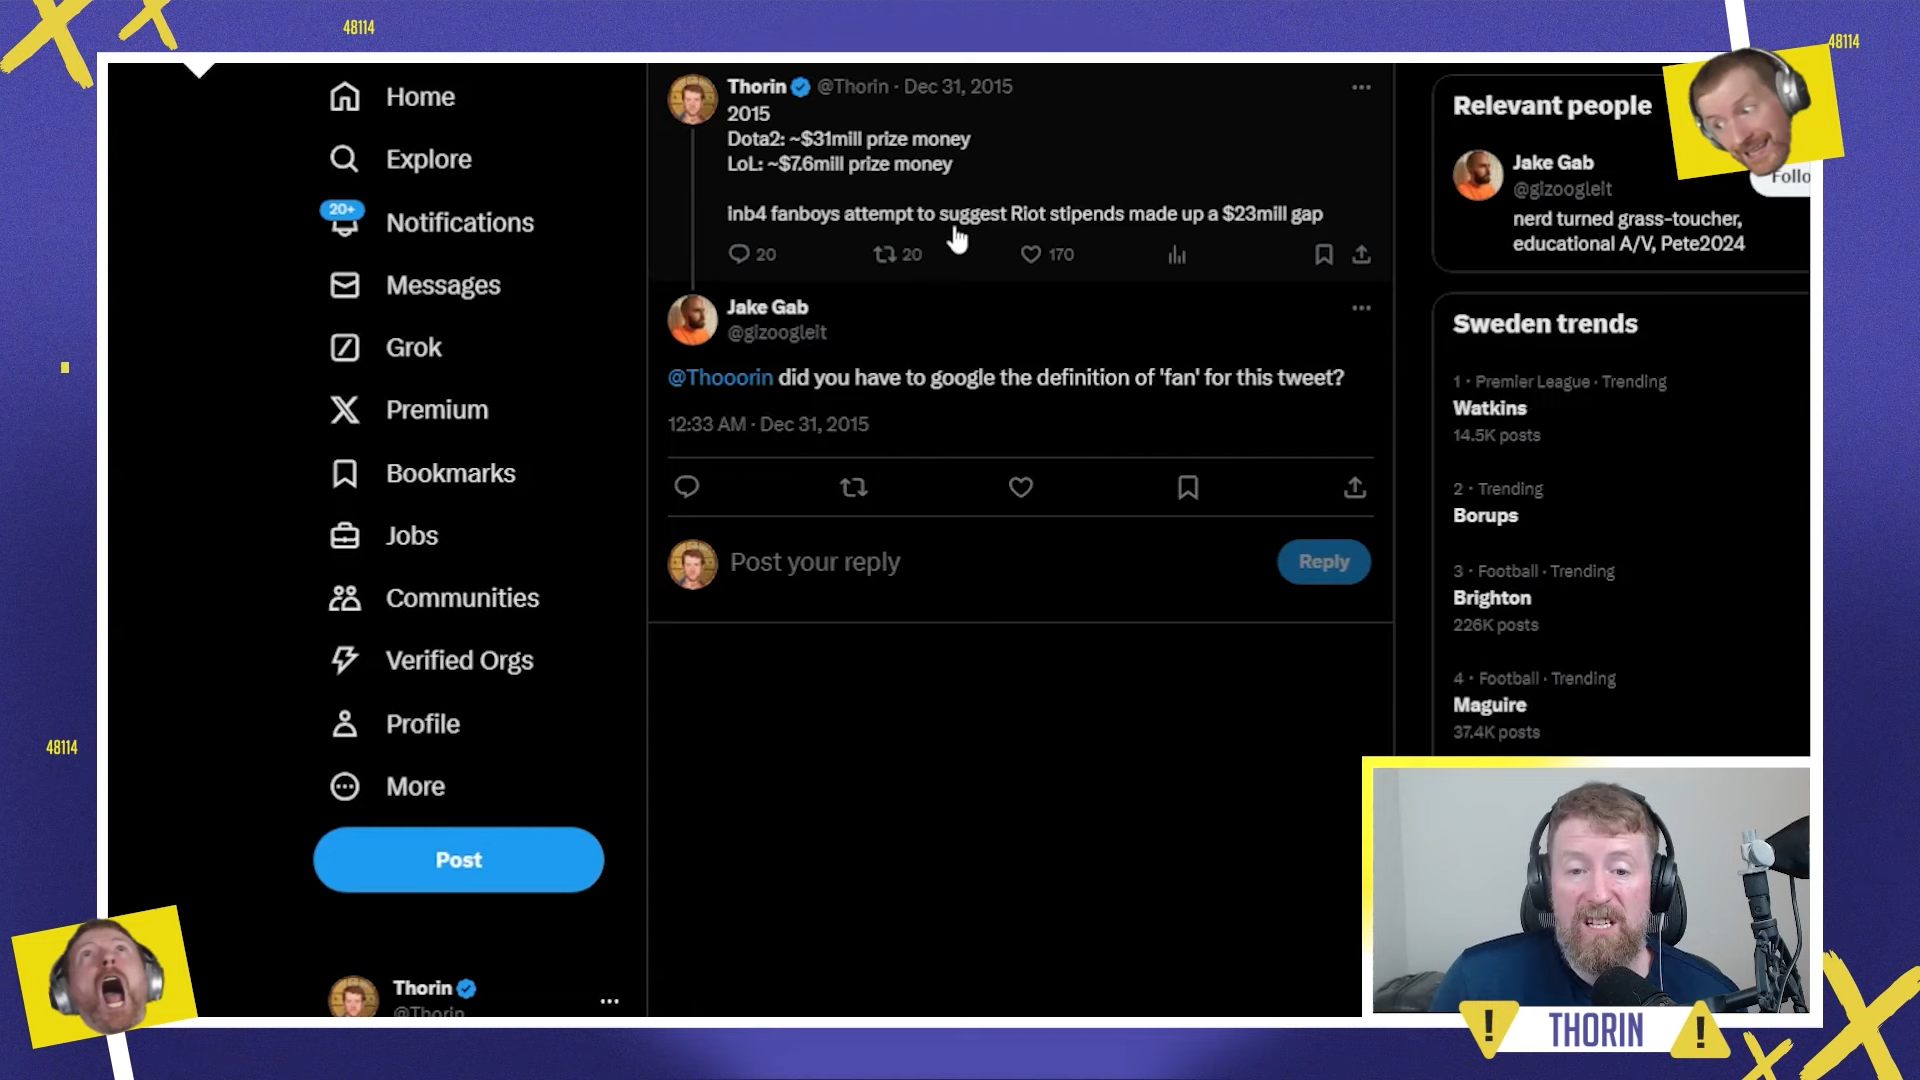 48114
48114
Home
Explore
20+
Notifications
Messages
Grok
Premium
Bookmarks
Jobs
Communities
Verified Orgs
Profile
More
Post
Thorin
@Thorin
Thorin @Thorin · Dec 31, 2015
2015
Dota2: ~$31mill prize money
LoL: ~$7.6mill prize money
inb4 fanboys attempt to suggest Riot stipends made up a $23mill gap
20
20
170
Jake Gab
@gizoogleit
@Thooorin did you have to google the definition of 'fan' for this tweet?
12:33 AM · Dec 31, 2015
Post your reply
Reply
Relevant people
Jake Gab
@gizoogleit
Follo
nerd turned grass-toucher,
educational A/V, Pete2024
Sweden trends
1 · Premier League · Trending
Watkins
14.5K posts
2 · Trending
Borups
3 · Football · Trending
Brighton
226K posts
4 · Football · Trending
Maguire
37.4K posts
48114
! THORIN !